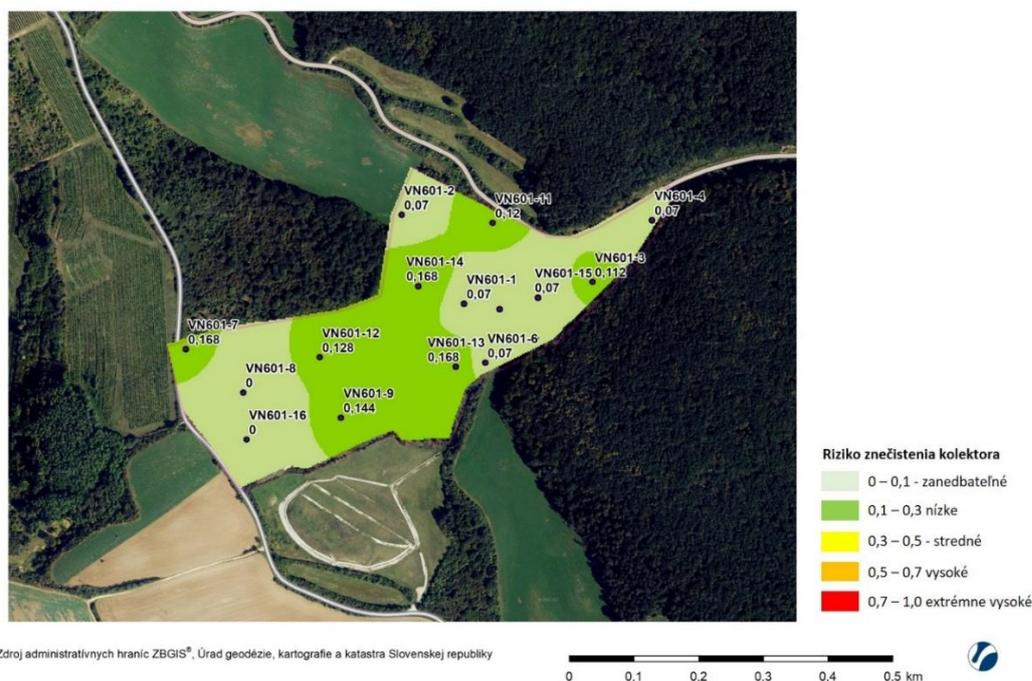 VN601-2
0,07
VN601-11
0,12
VN601-4
0,07
VN601-14
0,168
VN601-1
0,07
VN601-15
0,07
VN601-3
0,112
VN601-7
0,168
VN601-12
0,128
VN601-13
0,168
VN601-6
0,07
VN601-8
0
VN601-9
0,144
VN601-16
0
Riziko znečistenia kolektora
0 – 0,1 - zanedbateľné
0,1 – 0,3 nízke
0,3 – 0,5 - stredné
0,5 – 0,7 vysoké
0,7 – 1,0 extrémne vysoké
Zdroj administratívnych hraníc ZBGIS®, Úrad geodézie, kartografie a katastra Slovenskej republiky
0 0.1 0.2 0.3 0.4 0.5 km